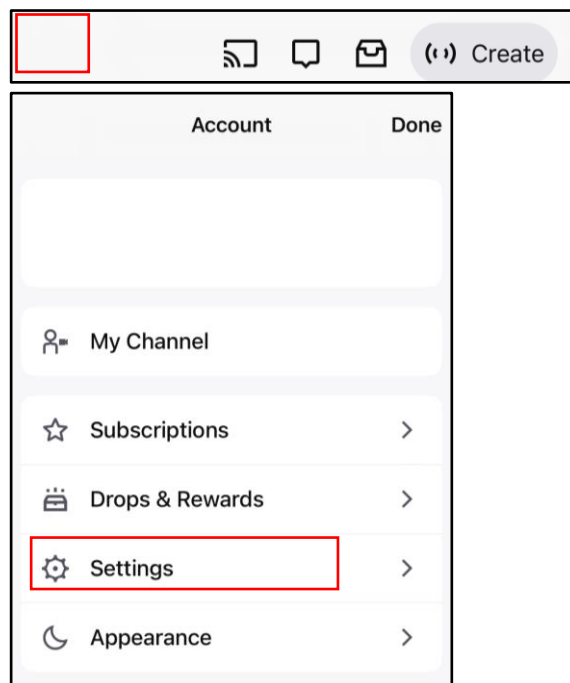 Create
Account Done
My Channel
Subscriptions
Drops & Rewards
Settings
Appearance